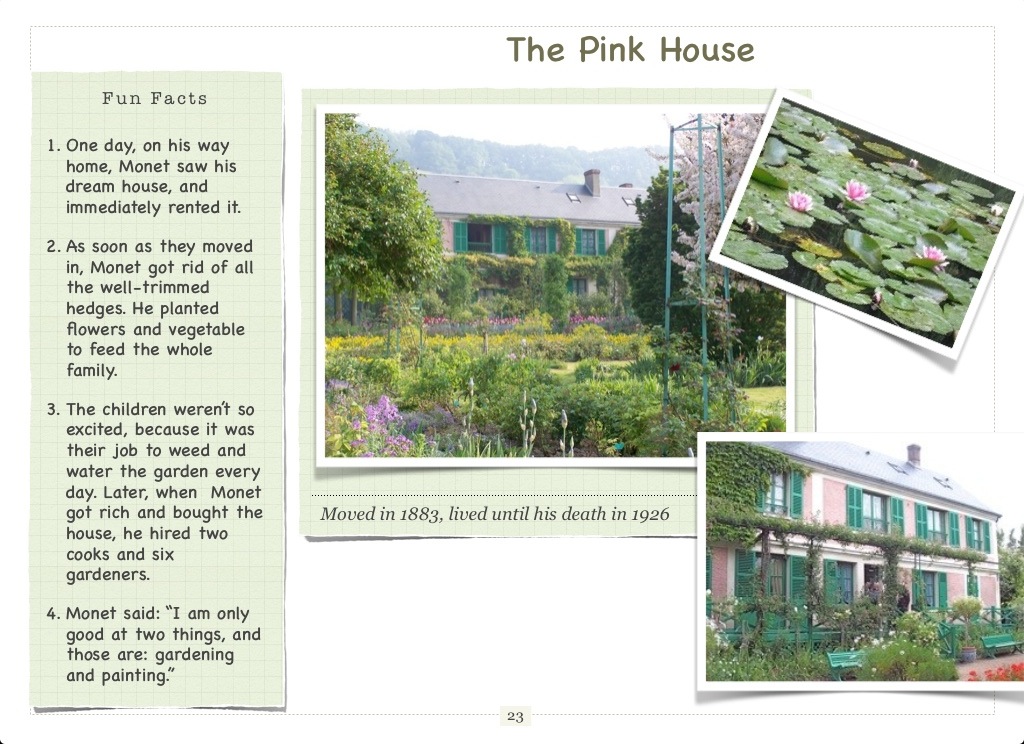 The Pink House
Fun Facts
1. One day, on his way
home, Monet saw his
dream house, and
immediately rented it.
2. As soon as they moved
in, Monet got rid of all
the well-trimmed
hedges. He planted
flowers and vegetable
to feed the whole
family.
3. The children weren't so
excited, because it was
their job to weed and
water the garden every
day. Later, when  Monet
got rich and bought the
house, he hired two
cooks and six
gardeners.
4. Monet said: "I am only
good at two things, and
those are: gardening
and painting."
Moved in 1883, lived until his death in 1926
23